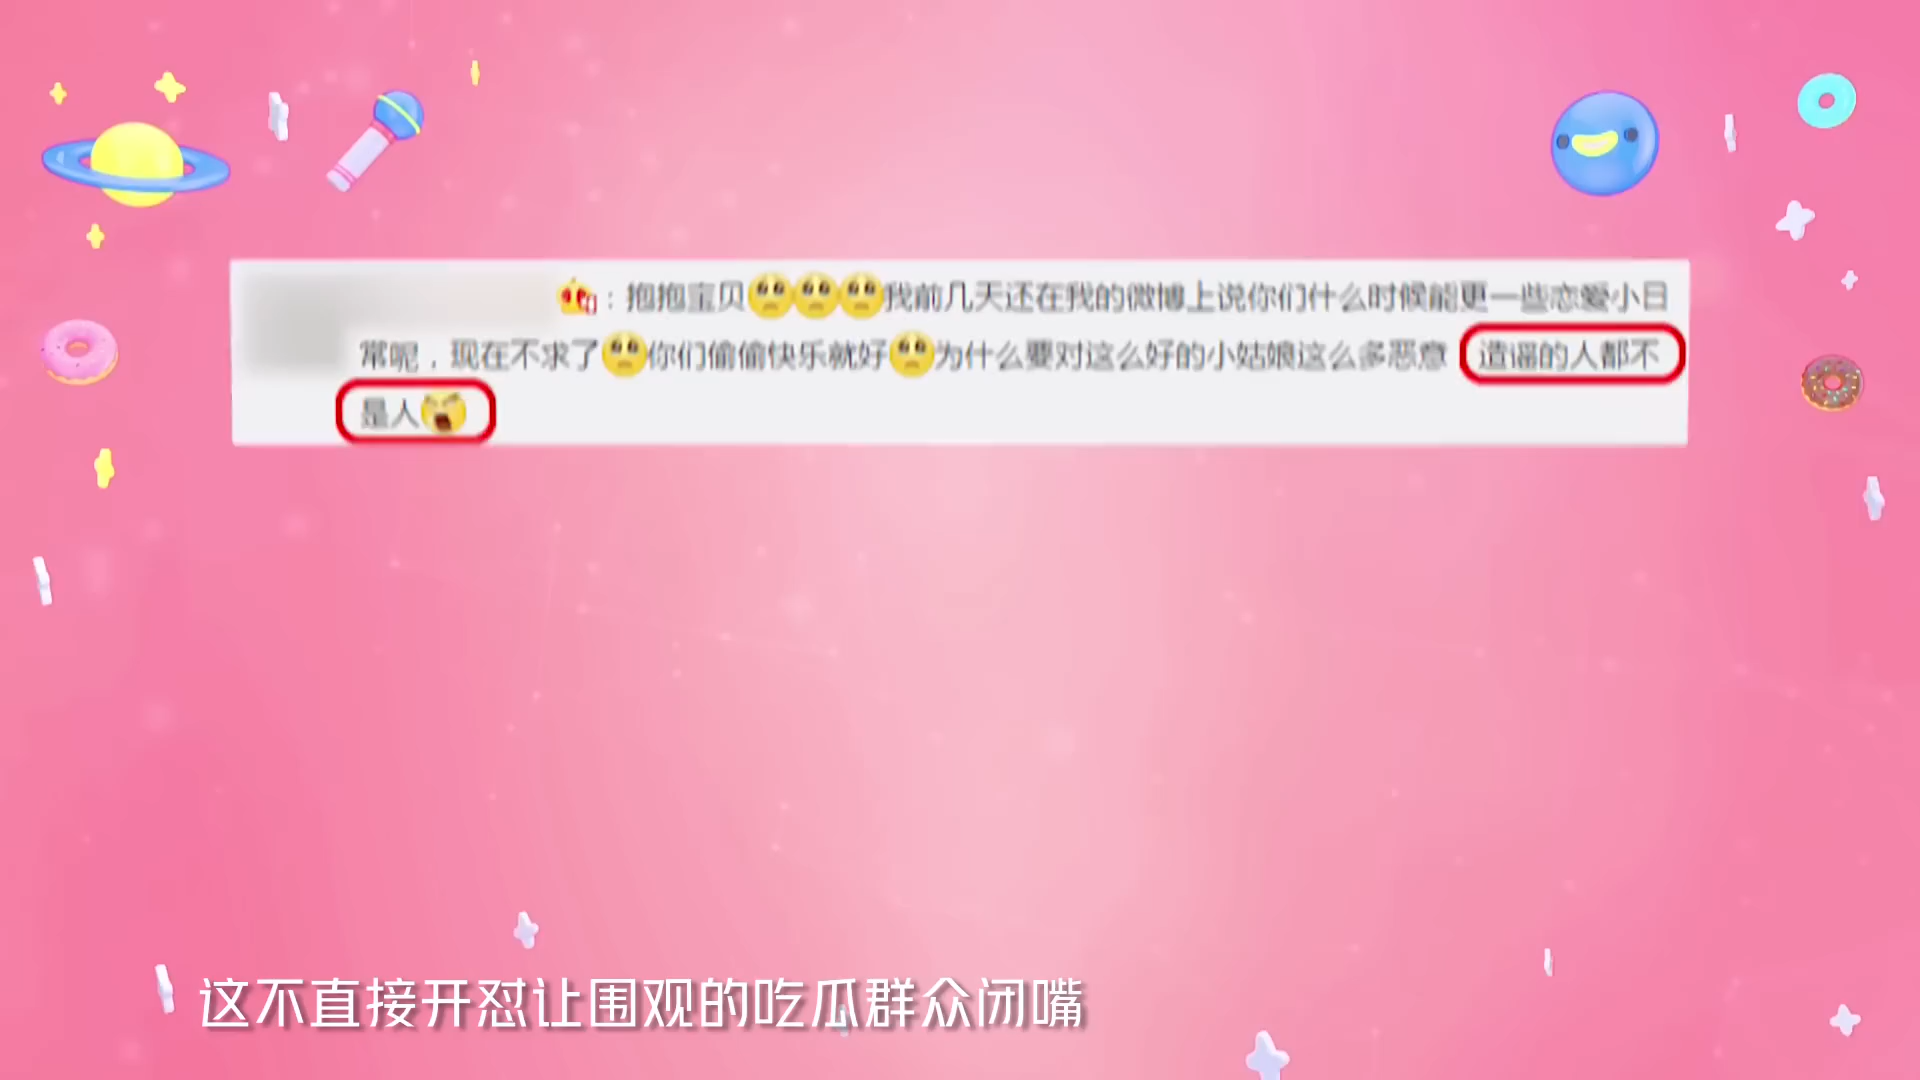 ：抱抱宝贝🥺🥺🥺我前几天还在我的微博上说你们什么时候能更一些恋爱小日
常呢，现在不求了🥺你们偷偷快乐就好🥺为什么要对这么好的小姑娘这么多恶意 造谣的人都不
是人😫
这不直接开怼让围观的吃瓜群众闭嘴